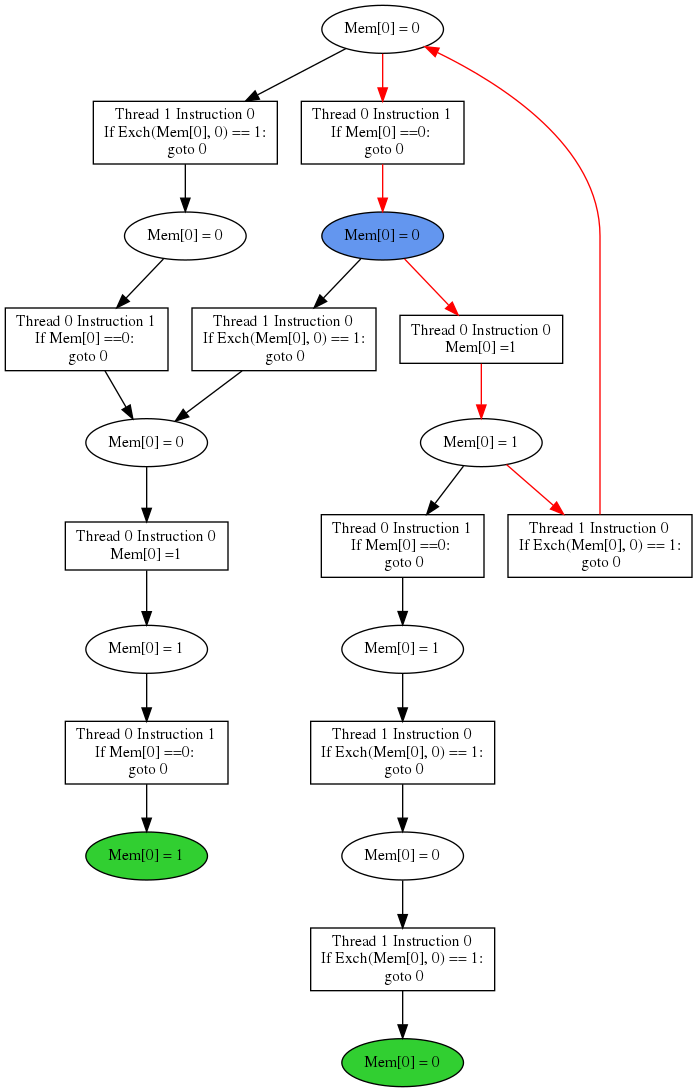 Mem[0] = 0
Thread 1 Instruction 0
If Exch(Mem[0], 0) == 1:
goto 0
Thread 0 Instruction 1
If Mem[0] ==0:
goto 0
Mem[0] = 0
Mem[0] = 0
Thread 0 Instruction 1
If Mem[0] ==0:
goto 0
Thread 1 Instruction 0
If Exch(Mem[0], 0) == 1:
goto 0
Thread 0 Instruction 0
Mem[0] =1
Mem[0] = 0
Mem[0] = 1
Thread 0 Instruction 0
Mem[0] =1
Thread 0 Instruction 1
If Mem[0] ==0:
goto 0
Thread 1 Instruction 0
If Exch(Mem[0], 0) == 1:
goto 0
Mem[0] = 1
Mem[0] = 1
Thread 0 Instruction 1
If Mem[0] ==0:
goto 0
Thread 1 Instruction 0
If Exch(Mem[0], 0) == 1:
goto 0
Mem[0] = 1
Mem[0] = 0
Thread 1 Instruction 0
If Exch(Mem[0], 0) == 1:
goto 0
Mem[0] = 0